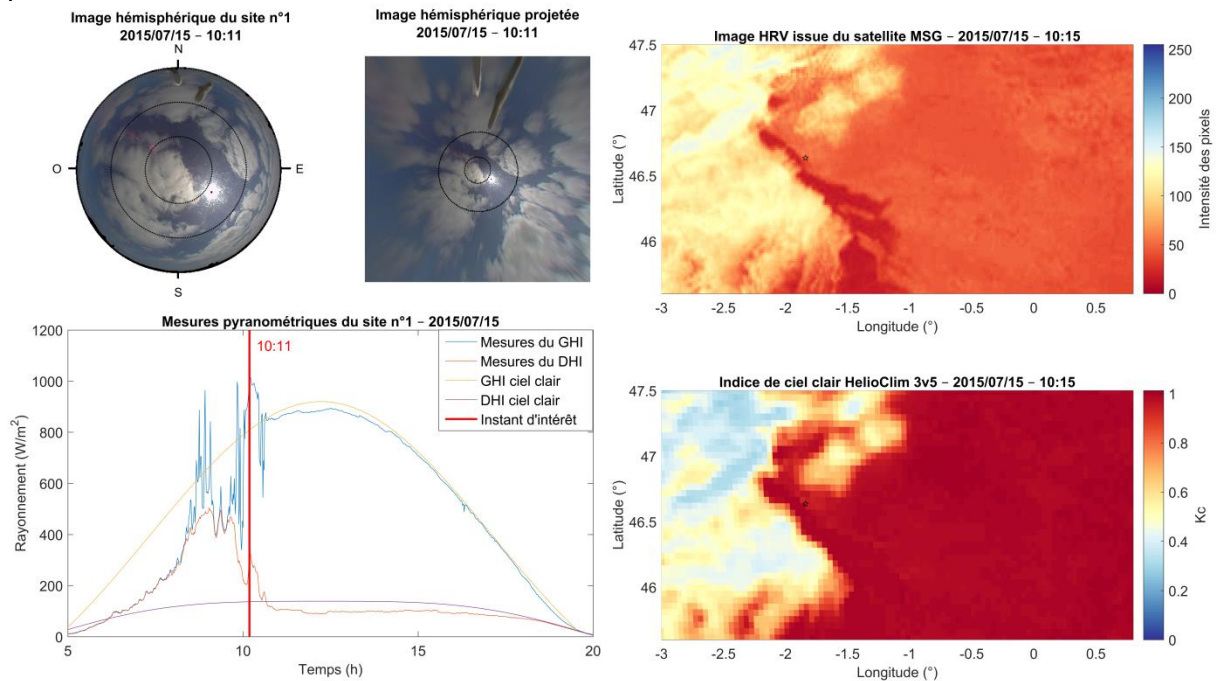 Image hémisphérique du site n°1
2015/07/15 – 10:11
N
O
E
S
Image hémisphérique projetée
2015/07/15 – 10:11
Image HRV issue du satellite MSG – 2015/07/15 – 10:15
47.5
47
46.5
46
Latitude (°)
-3
-2.5
-2
-1.5
-1
-0.5
0
0.5
Longitude (°)
250
200
150
100
50
0
Intensité des pixels
Mesures pyranométriques du site n°1 – 2015/07/15
1200
1000
800
600
400
200
0
Rayonnement (W/m²)
5
10
15
20
Temps (h)
10:11
Mesures du GHI
Mesures du DHI
GHI ciel clair
DHI ciel clair
Instant d'intérêt
Indice de ciel clair HelioClim 3v5 – 2015/07/15 – 10:15
47.5
47
46.5
46
Latitude (°)
-3
-2.5
-2
-1.5
-1
-0.5
0
0.5
Longitude (°)
1
0.8
0.6
0.4
0.2
0
Kc